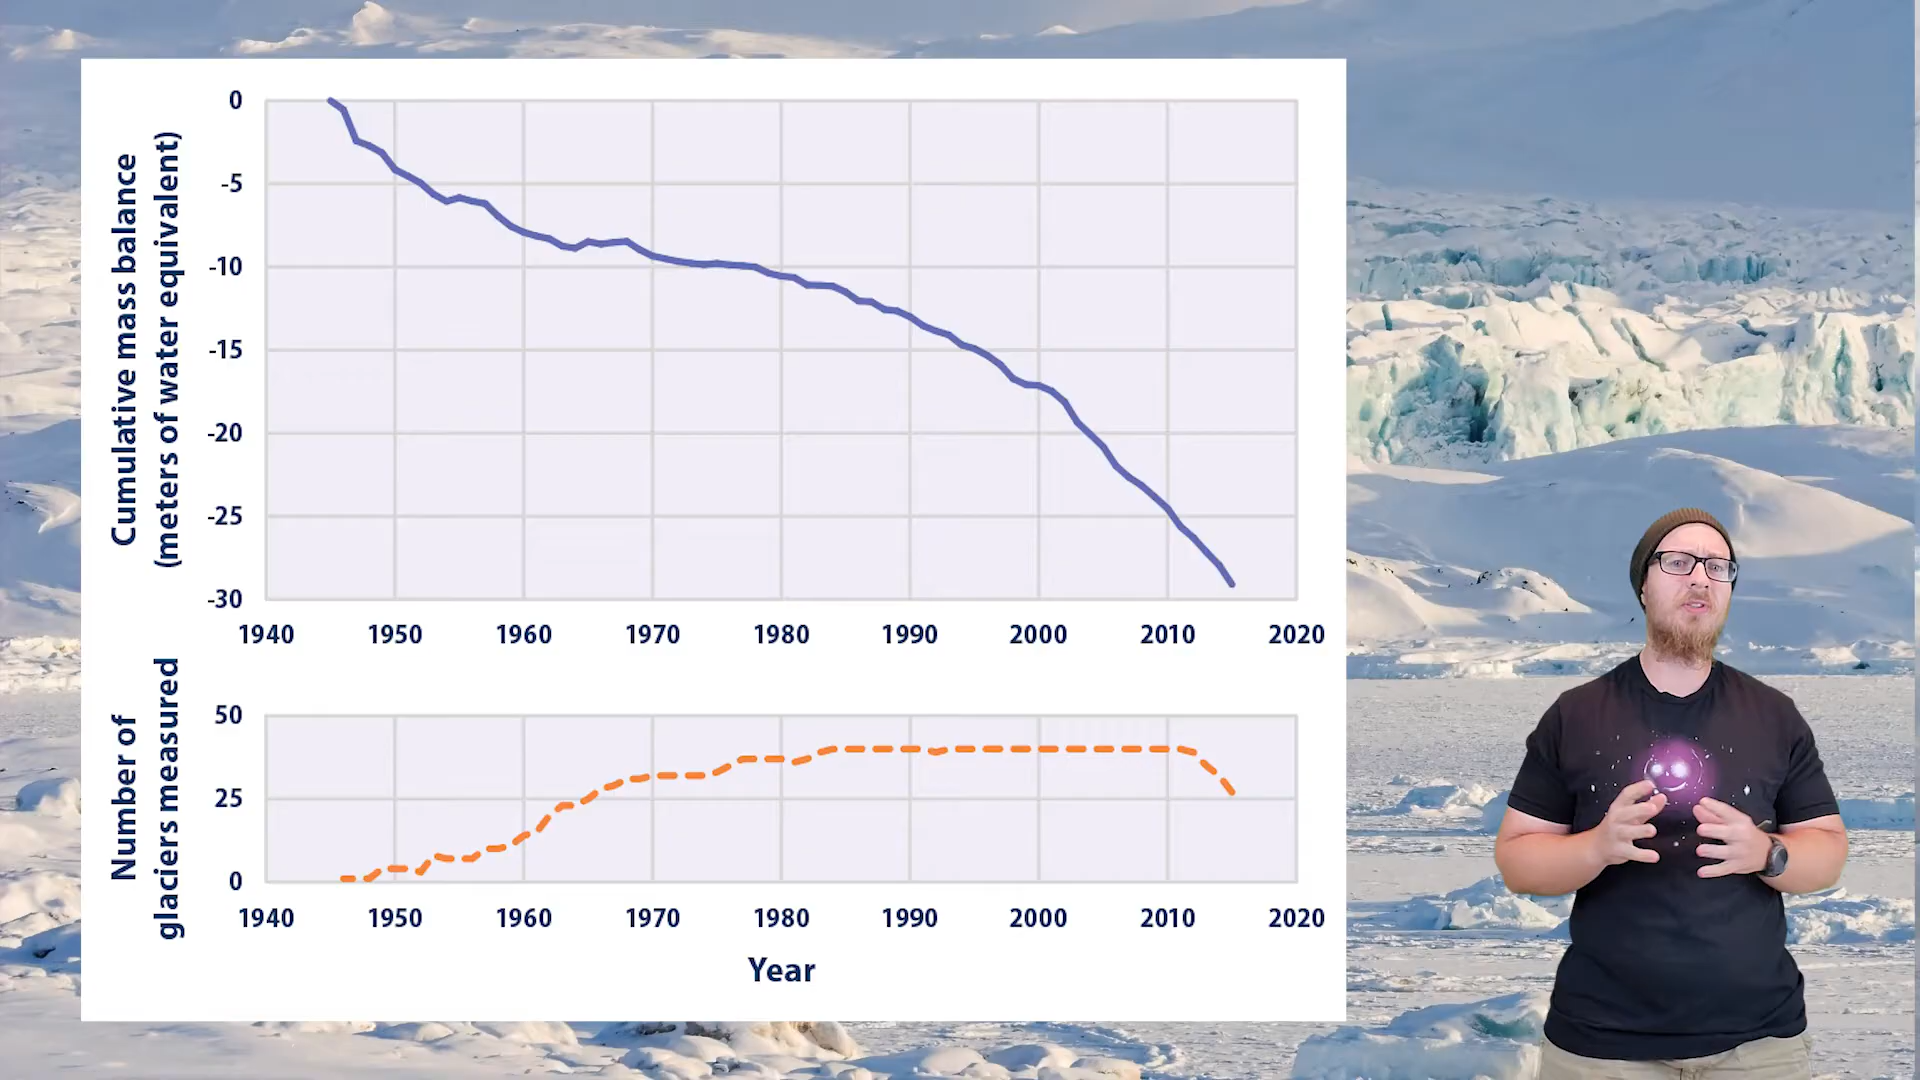 Cumulative mass balance
(meters of water equivalent)
0
-5
-10
-15
-20
-25
-30
1940 1950 1960 1970 1980 1990 2000 2010 2020
Number of
glaciers measured
50
25
0
1940 1950 1960 1970 1980 1990 2000 2010 2020
Year